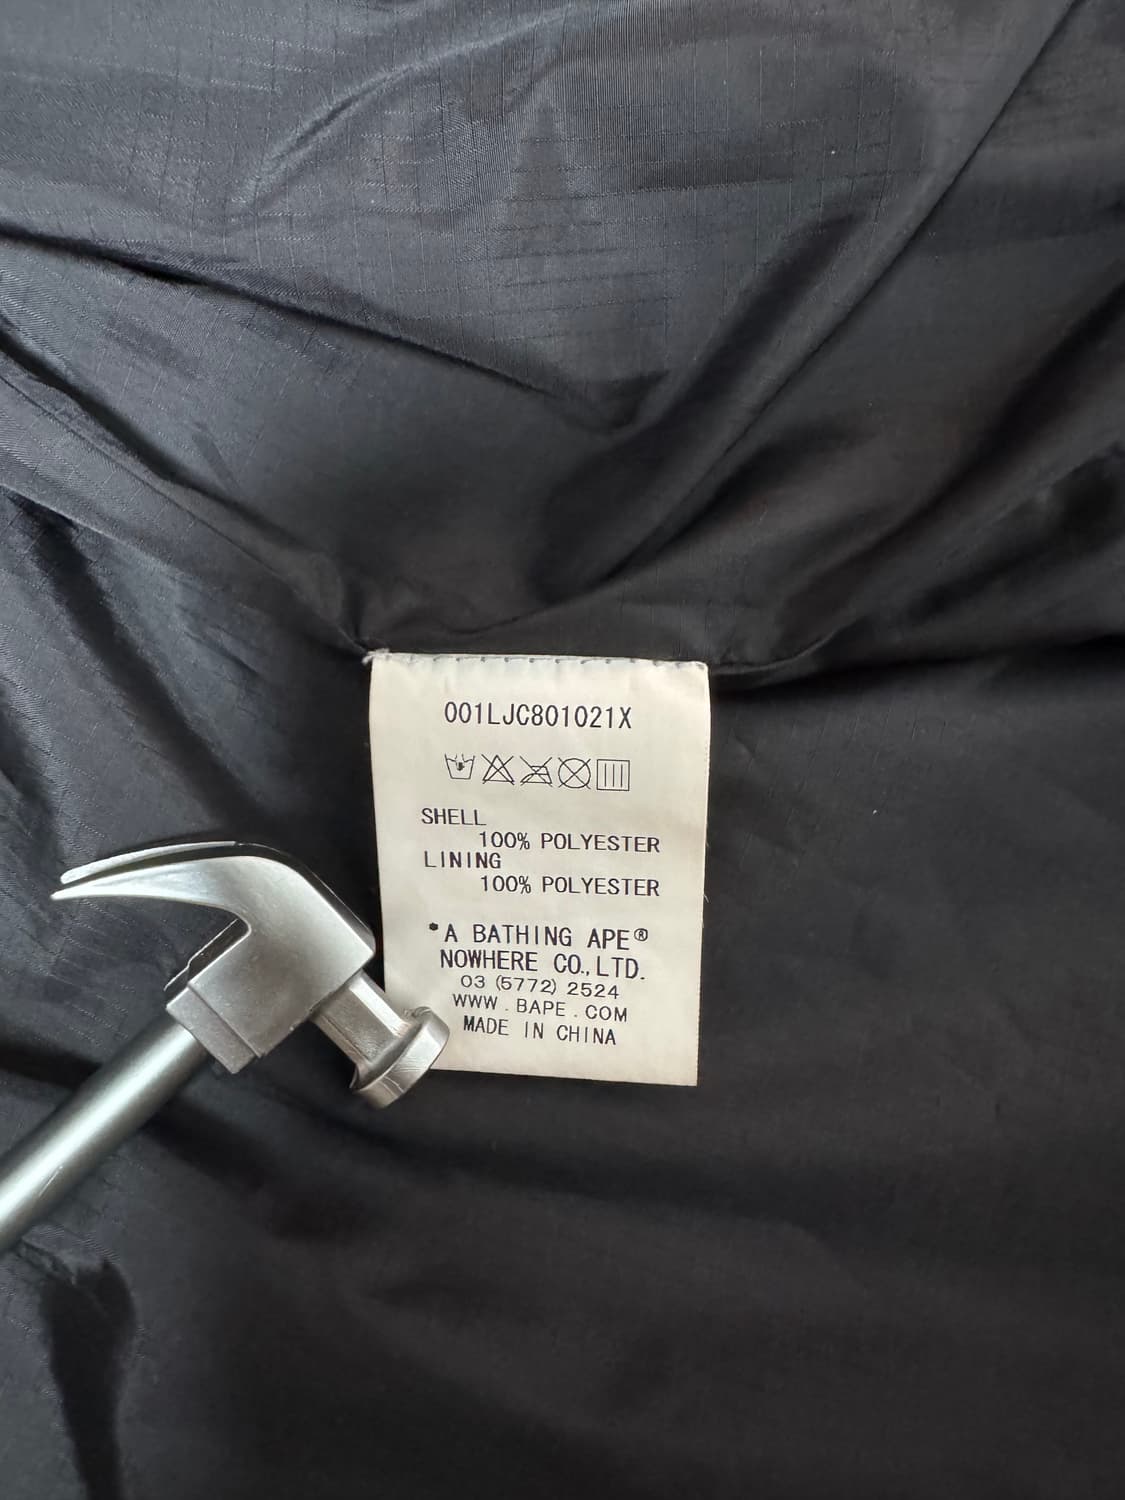 001LJC801021X
SHELL
100% POLYESTER
LINING
100% POLYESTER
*A BATHING APE®
NOWHERE CO.,LTD.
03 (5772) 2524
WWW.BAPE.COM
MADE IN CHINA